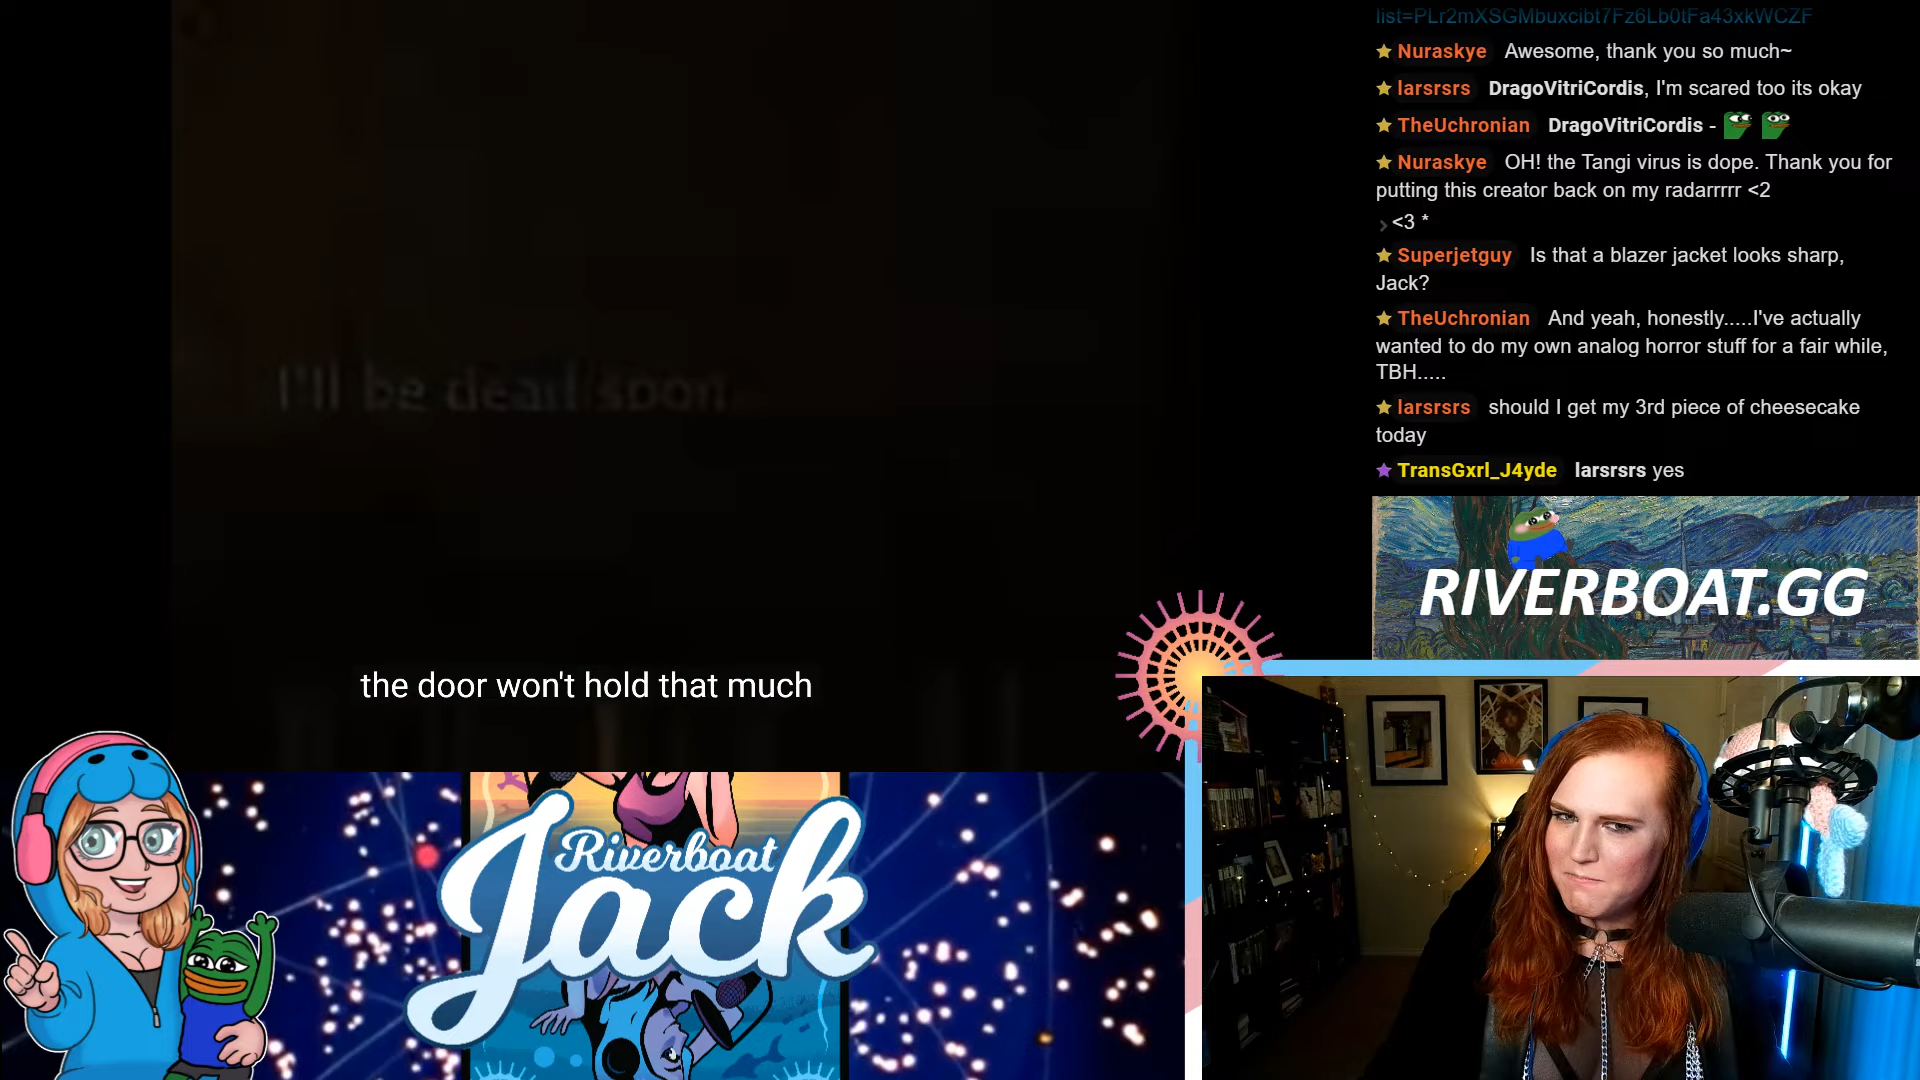 I'll be dead soon
the door won't hold that much
Riverboat
Jack
list=PLr2mXSGMbuxcibt7Fz6Lb0tFa43xkWCZF
Nuraskye Awesome, thank you so much~
larsrsrs DragoVitriCordis, I'm scared too its okay
TheUchronian DragoVitriCordis -
Nuraskye OH! the Tangi virus is dope. Thank you for
putting this creator back on my radarrrrr <2
<3 *
Superjetguy Is that a blazer jacket looks sharp,
Jack?
TheUchronian And yeah, honestly.....I've actually
wanted to do my own analog horror stuff for a fair while,
TBH.....
larsrsrs should I get my 3rd piece of cheesecake
today
TransGxrl_J4yde larsrsrs yes
RIVERBOAT.GG